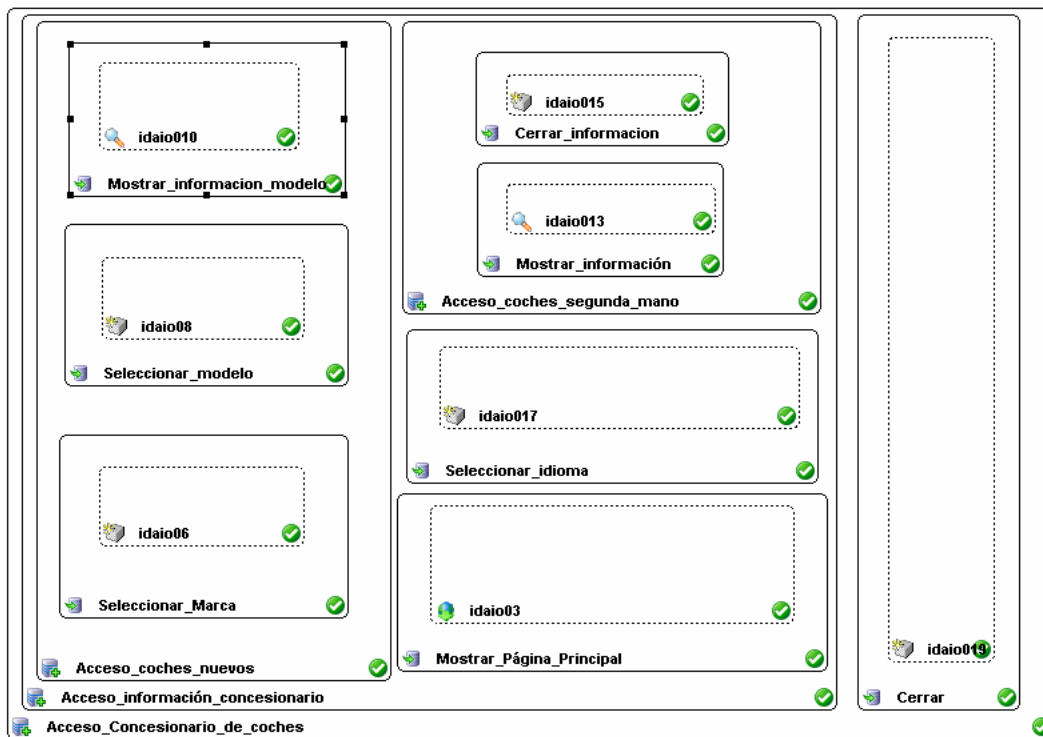 idaio010
Mostrar_informacion_modelo
idaio08
Seleccionar_modelo
idaio06
Seleccionar_Marca
Acceso_coches_nuevos
idaio015
Cerrar_informacion
idaio013
Mostrar_información
Acceso_coches_segunda_mano
idaio017
Seleccionar_idioma
idaio03
Mostrar_Página_Principal
Acceso_información_concesionario
idaio019
Cerrar
Acceso_Concesionario_de_coches